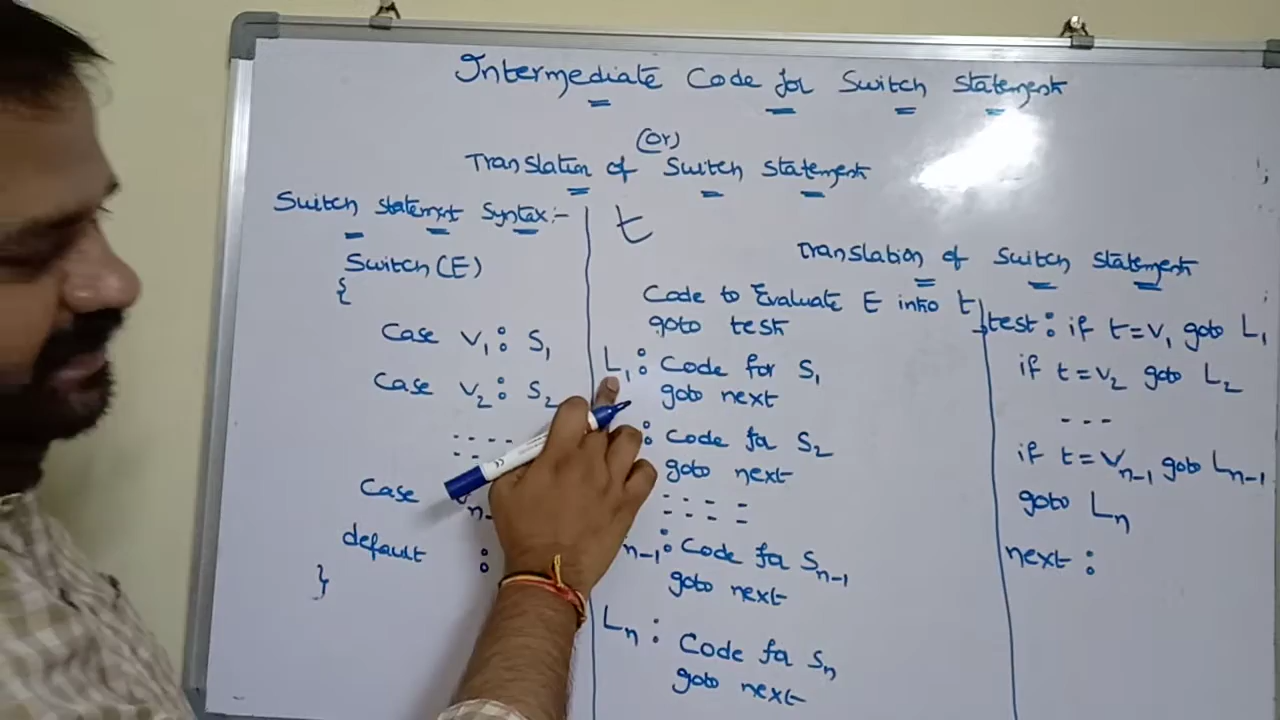 Intermediate Code for Switch statement
(or)
Translation of Switch statement
Switch statement Syntax:-
Switch(E)
{
Case V1: S1
Case V2: S2
- - - -
- -
Case Vn-
default :
}
t
Translation of Switch statement
Code to Evaluate E into t
goto test
L1: Code for S1
goto next
: Code for S2
goto next
- - - -
- - - -
n-1: Code for Sn-1
goto next
Ln: Code for Sn
goto next
test: if t=V1 goto L1
if t=V2 goto L2
- - -
if t=Vn-1 goto Ln-1
goto Ln
next: